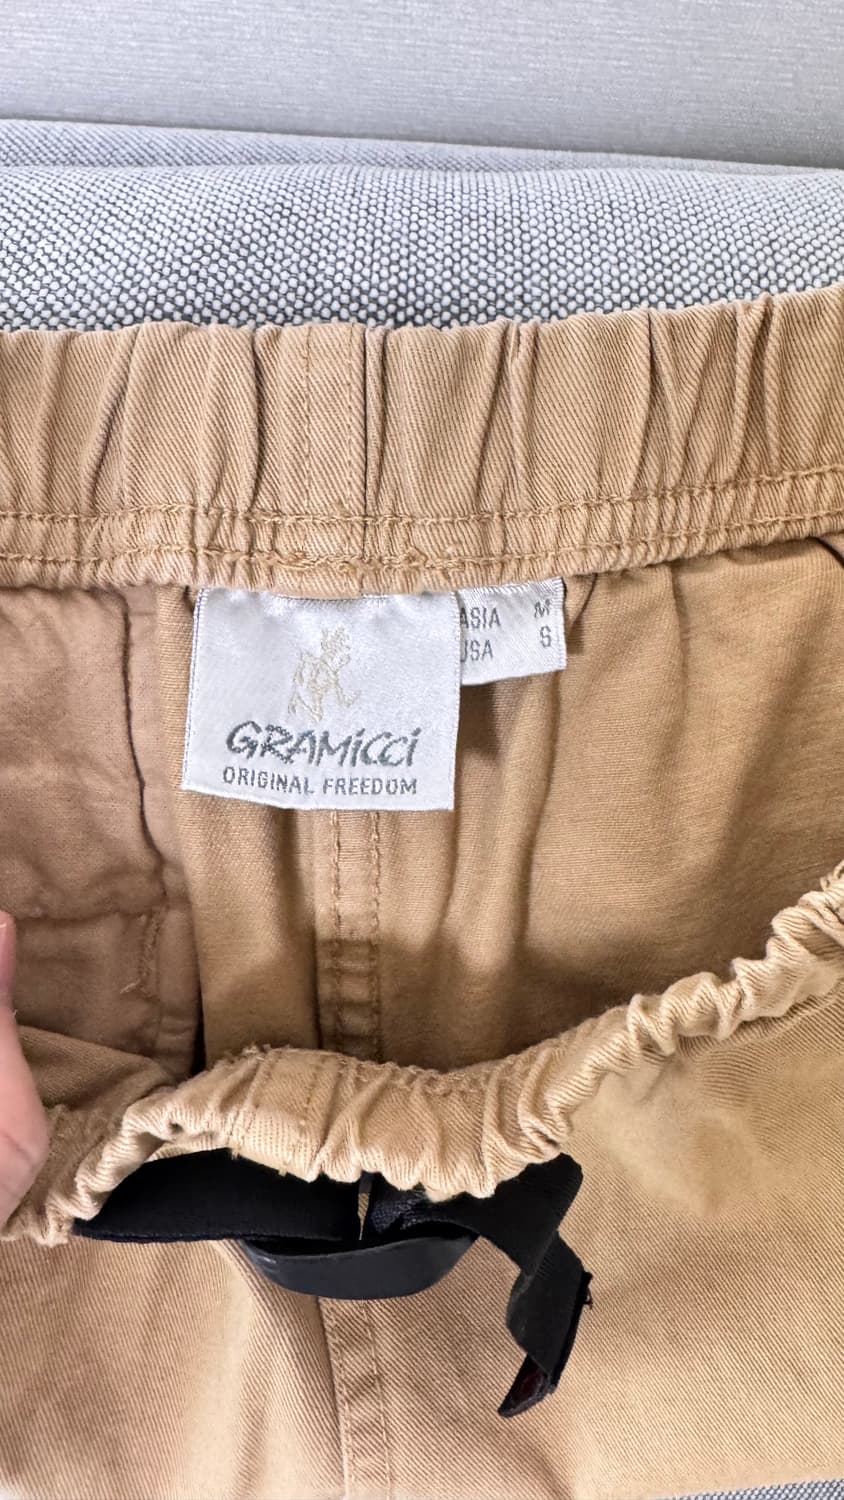 GRAMiCCi
ORIGINAL FREEDOM
ASIA M
USA S